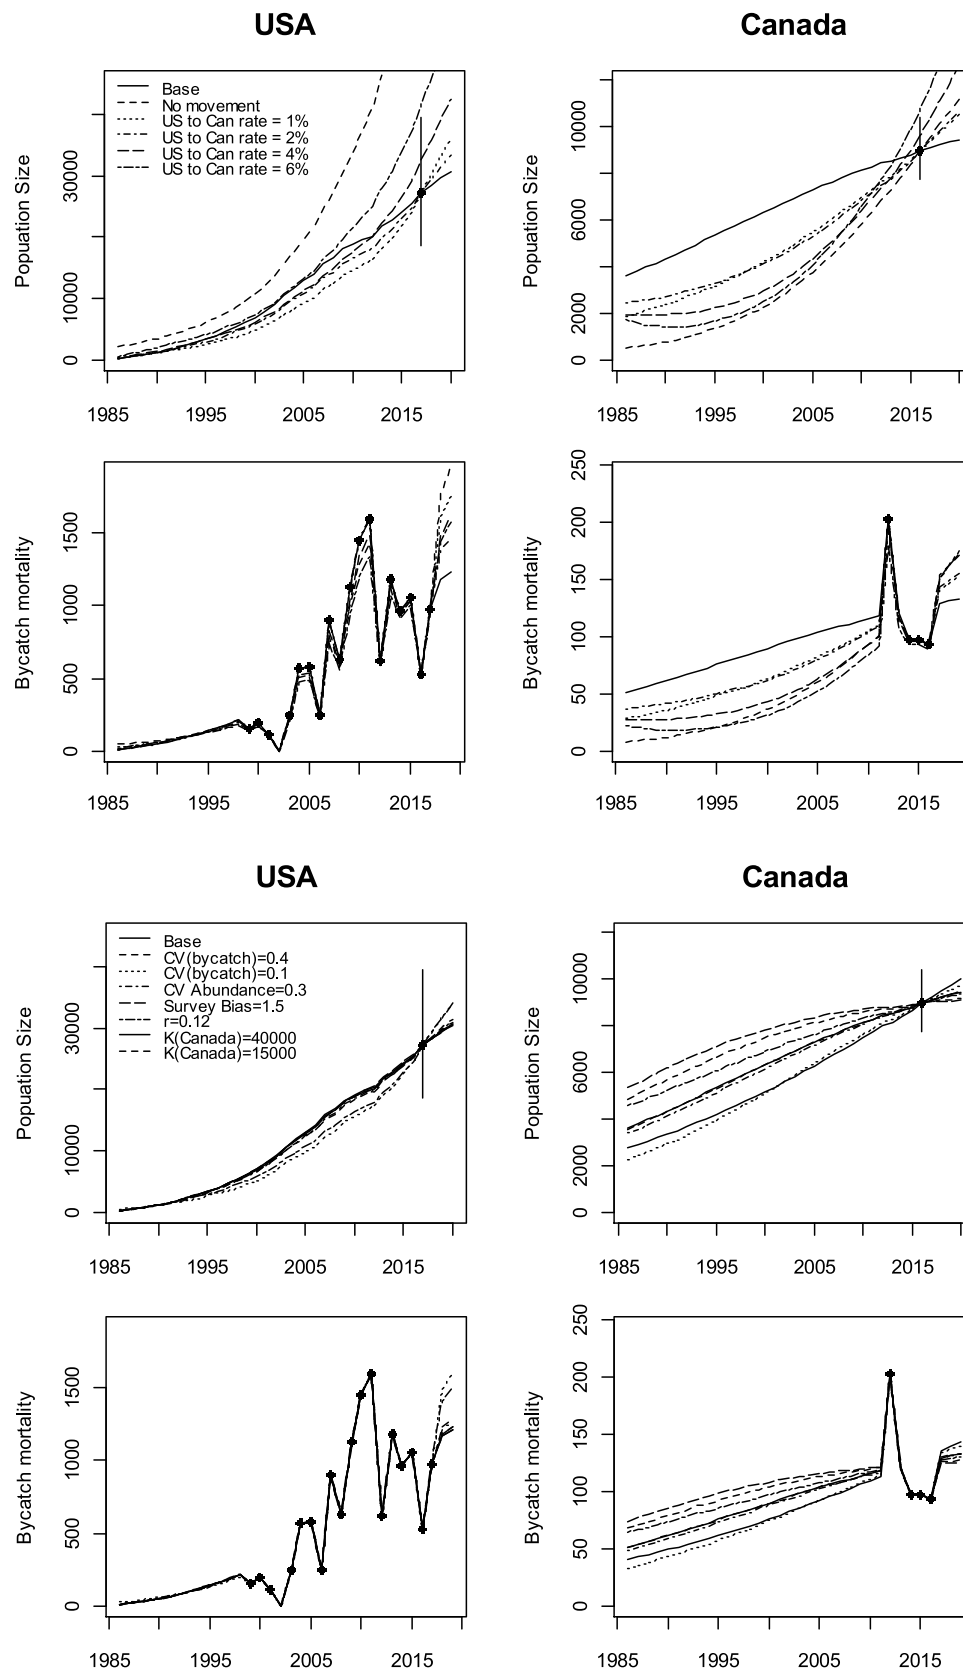 USA
Canada
Popuation Size
0
10000
30000
Base
No movement
US to Can rate = 1%
US to Can rate = 2%
US to Can rate = 4%
US to Can rate = 6%
1985
1995
2005
2015
Popuation Size
0
2000
6000
10000
1985
1995
2005
2015
Bycatch mortality
0
500
1000
1500
1985
1995
2005
2015
Bycatch mortality
0
50
100
150
200
250
1985
1995
2005
2015
USA
Canada
Popuation Size
0
10000
30000
Base
CV(bycatch)=0.4
CV(bycatch)=0.1
CV Abundance=0.3
Survey Bias=1.5
r=0.12
K(Canada)=40000
K(Canada)=15000
1985
1995
2005
2015
Popuation Size
0
2000
6000
10000
1985
1995
2005
2015
Bycatch mortality
0
500
1000
1500
1985
1995
2005
2015
Bycatch mortality
0
50
100
150
200
250
1985
1995
2005
2015